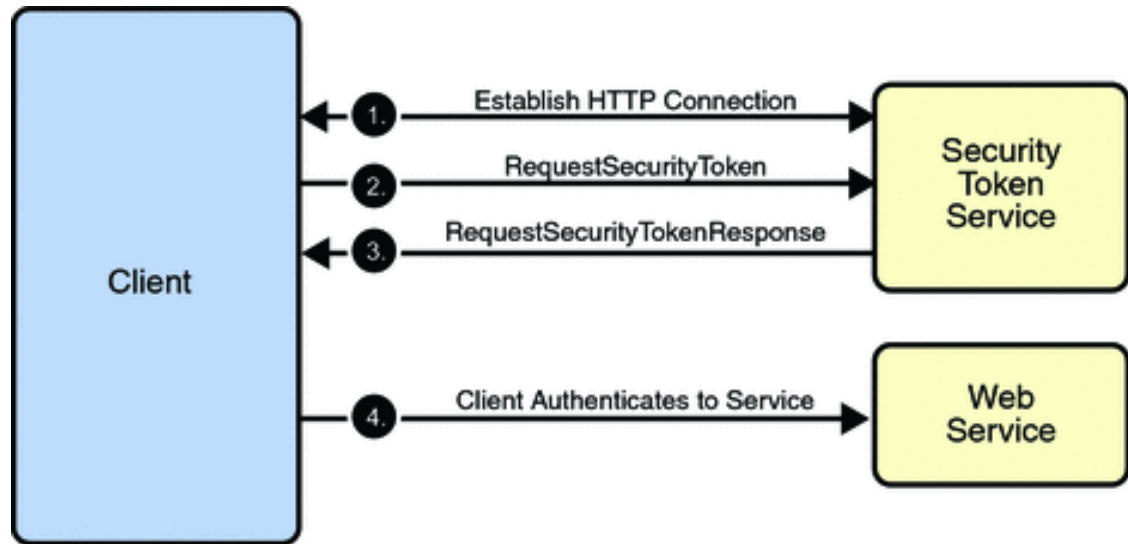 Client
1.
Establish HTTP Connection
2.
RequestSecurityToken
3.
RequestSecurityTokenResponse
Security
Token
Service
4.
Client Authenticates to Service
Web
Service